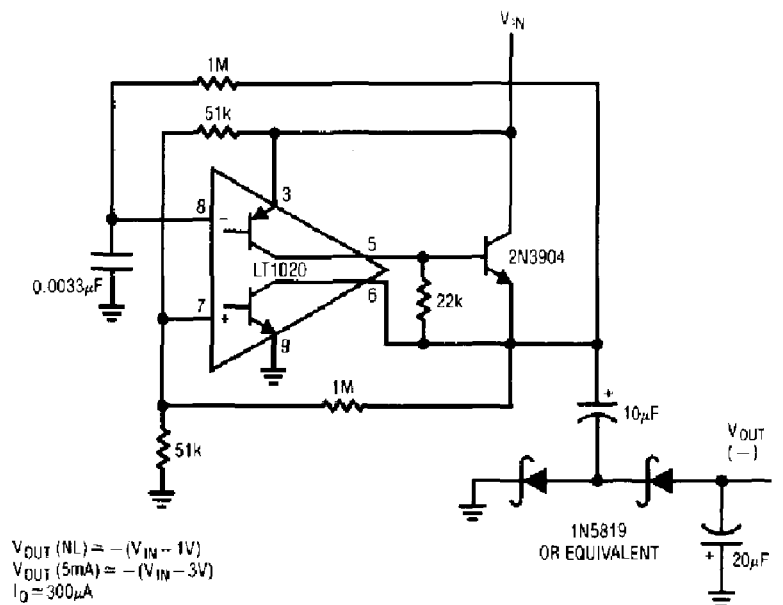 VIN
1M
51k
3
8
−
5
2N3904
LT1020
0.0033µF
6
22k
7
+
9
1M
+
10µF
51k
VOUT
(−)
1N5819
OR EQUIVALENT
+
20µF
VOUT (NL) ≃ −(VIN − 1V)
VOUT (5mA) ≃ −(VIN − 3V)
IQ ≃ 300µA